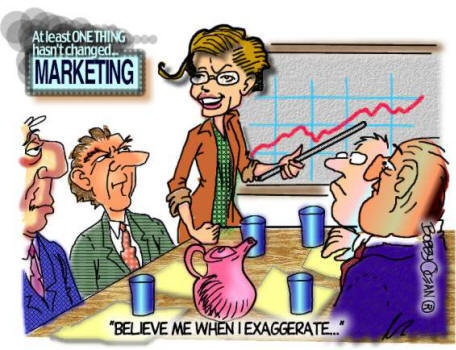 At least ONE THING
hasn't changed...
MARKETING
"BELIEVE ME WHEN I EXAGGERATE..."